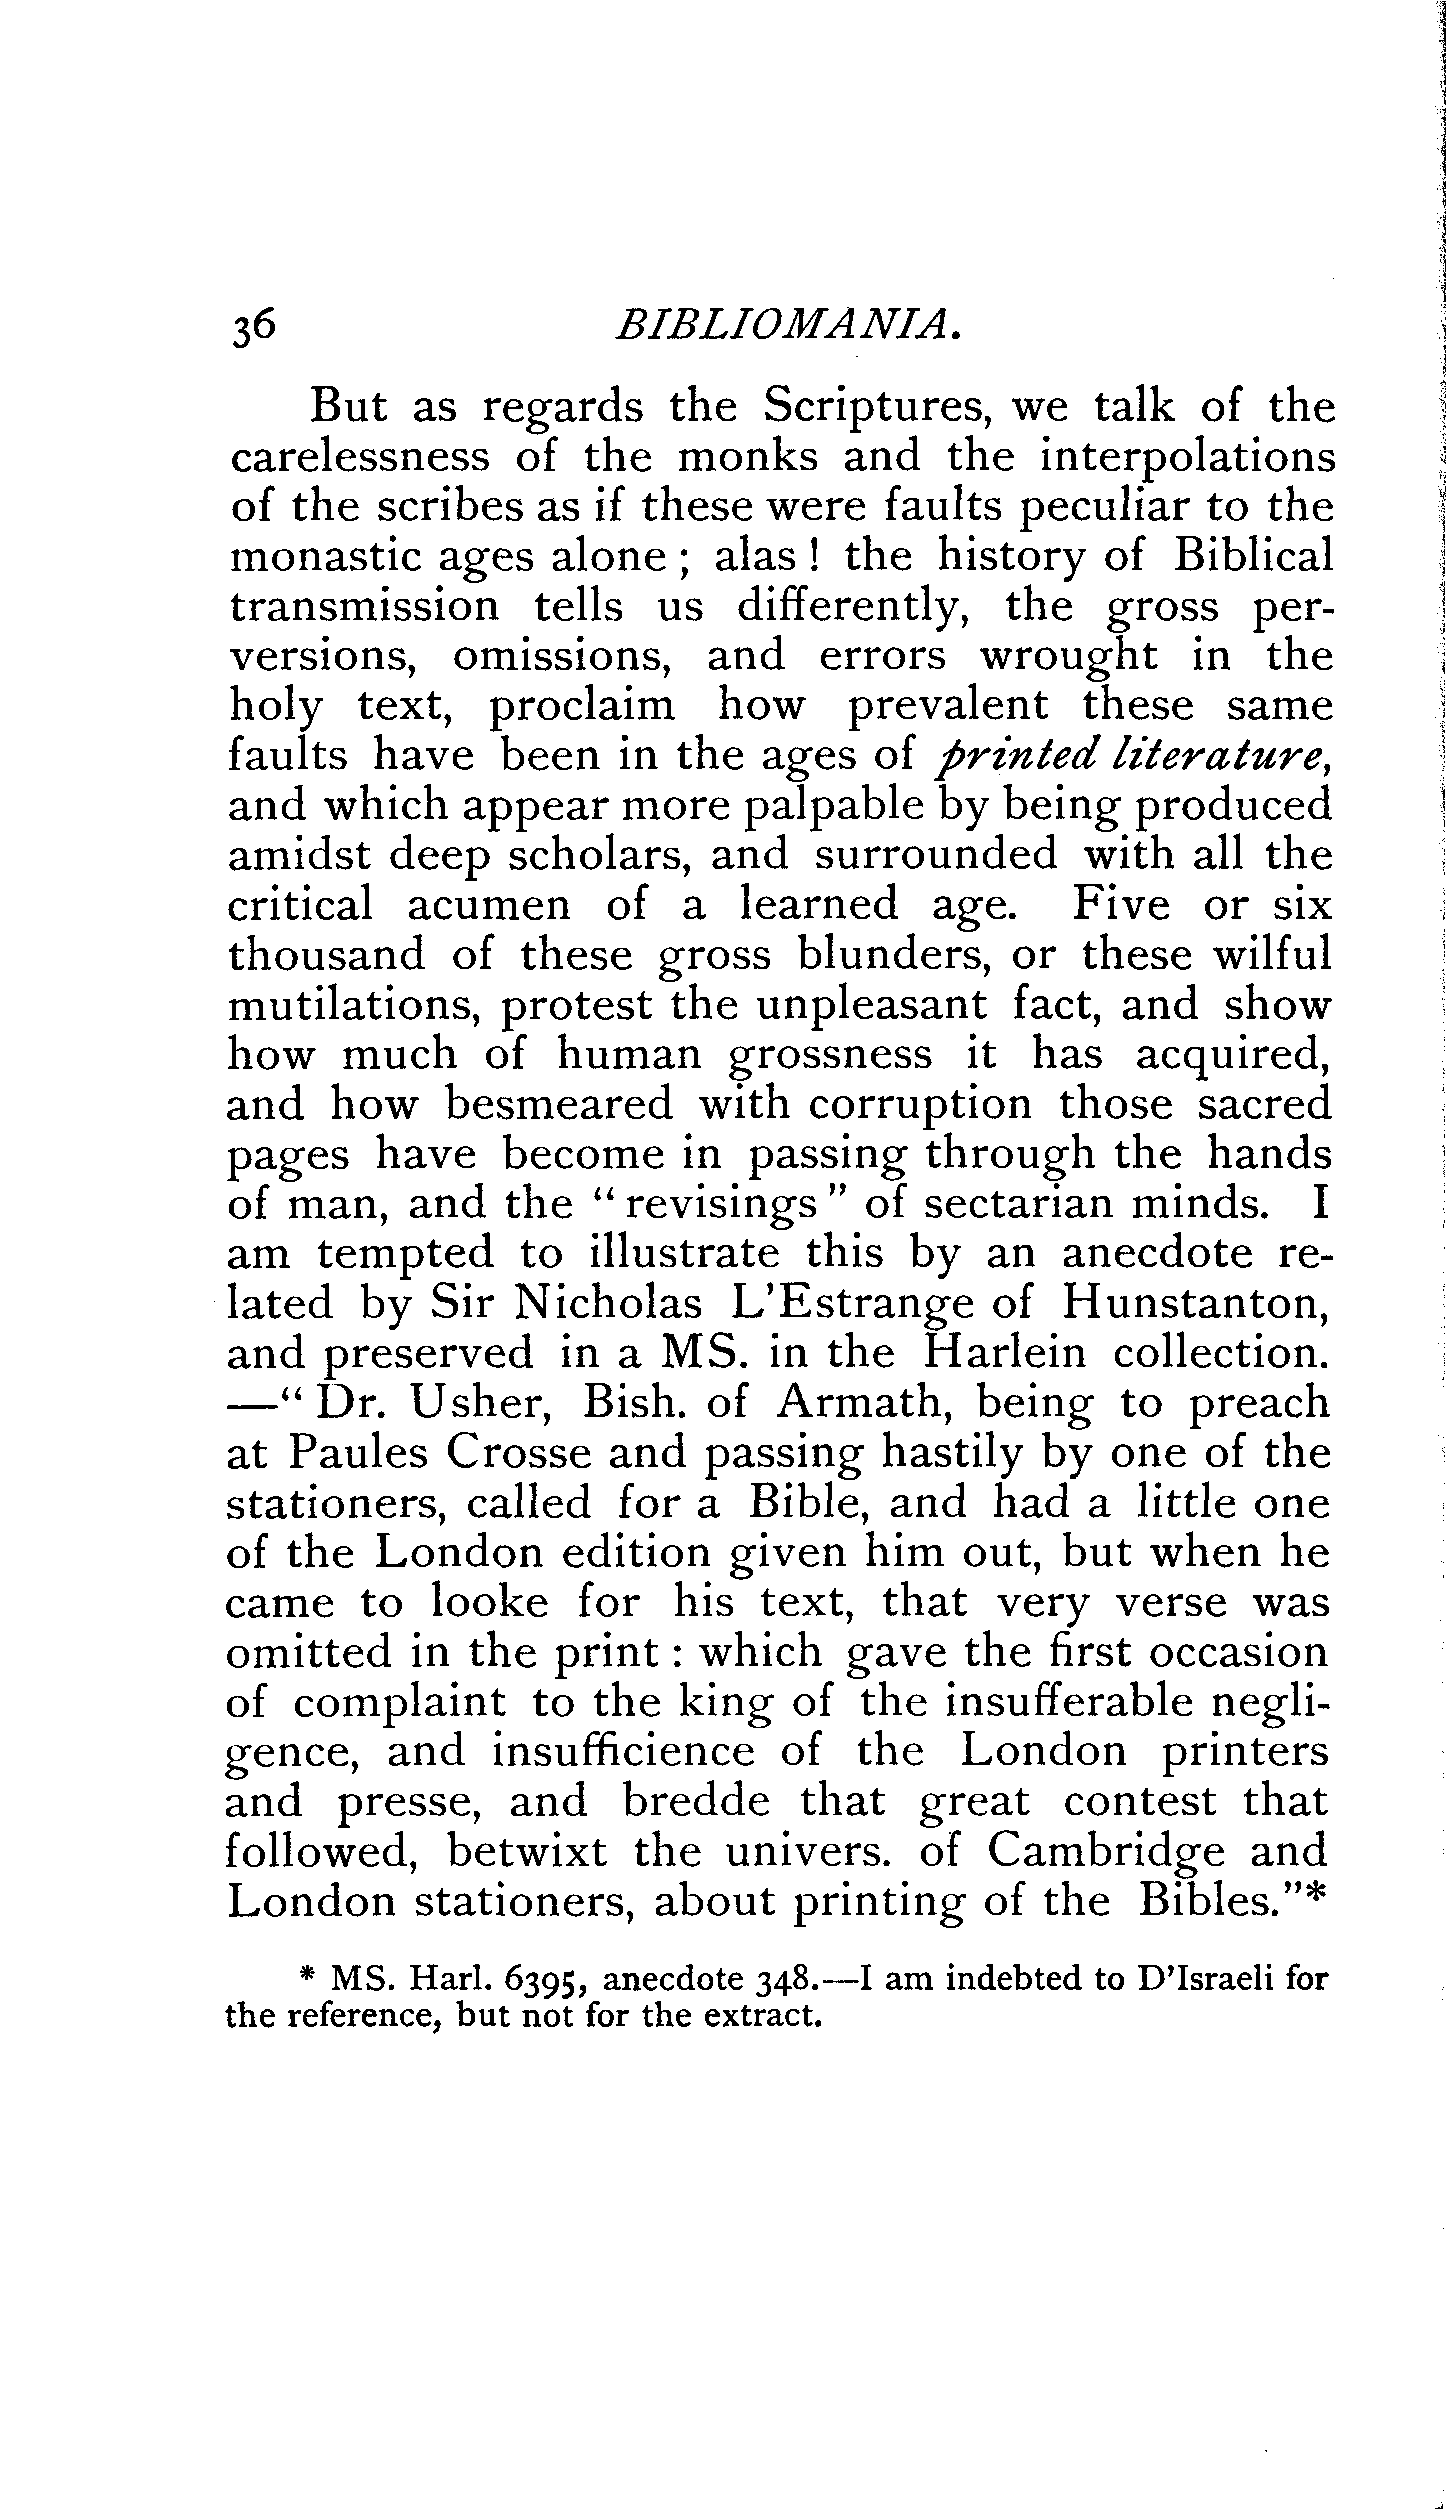 36 BIBLIOMANIA.
But as regards the Scriptures, we talk of the
carelessness of the monks and the interpolations
of the scribes as if these were faults peculiar to the
monastic ages alone ; alas ! the history of Biblical
transmission tells us differently, the gross per-
versions, omissions, and errors wrought in the
holy text, proclaim how prevalent these same
faults have been in the ages of printed literature,
and which appear more palpable by being produced
amidst deep scholars, and surrounded with all the
critical acumen of a learned age. Five or six
thousand of these gross blunders, or these wilful
mutilations, protest the unpleasant fact, and show
how much of human grossness it has acquired,
and how besmeared with corruption those sacred
pages have become in passing through the hands
of man, and the “ revisings ” of sectarian minds. I
am tempted to illustrate this by an anecdote re-
lated by Sir Nicholas L’Estrange of Hunstanton,
and preserved in a MS. in the Harlein collection.
—“ Dr. Usher, Bish. of Armath, being to preach
at Paules Crosse and passing hastily by one of the
stationers, called for a Bible, and had a little one
of the London edition given him out, but when he
came to looke for his text, that very verse was
omitted in the print : which gave the first occasion
of complaint to the king of the insufferable negli-
gence, and insufficience of the London printers
and presse, and bredde that great contest that
followed, betwixt the univers. of Cambridge and
London stationers, about printing of the Bibles.”*
* MS. Harl. 6395, anecdote 348.—I am indebted to D’Israeli for
the reference, but not for the extract.